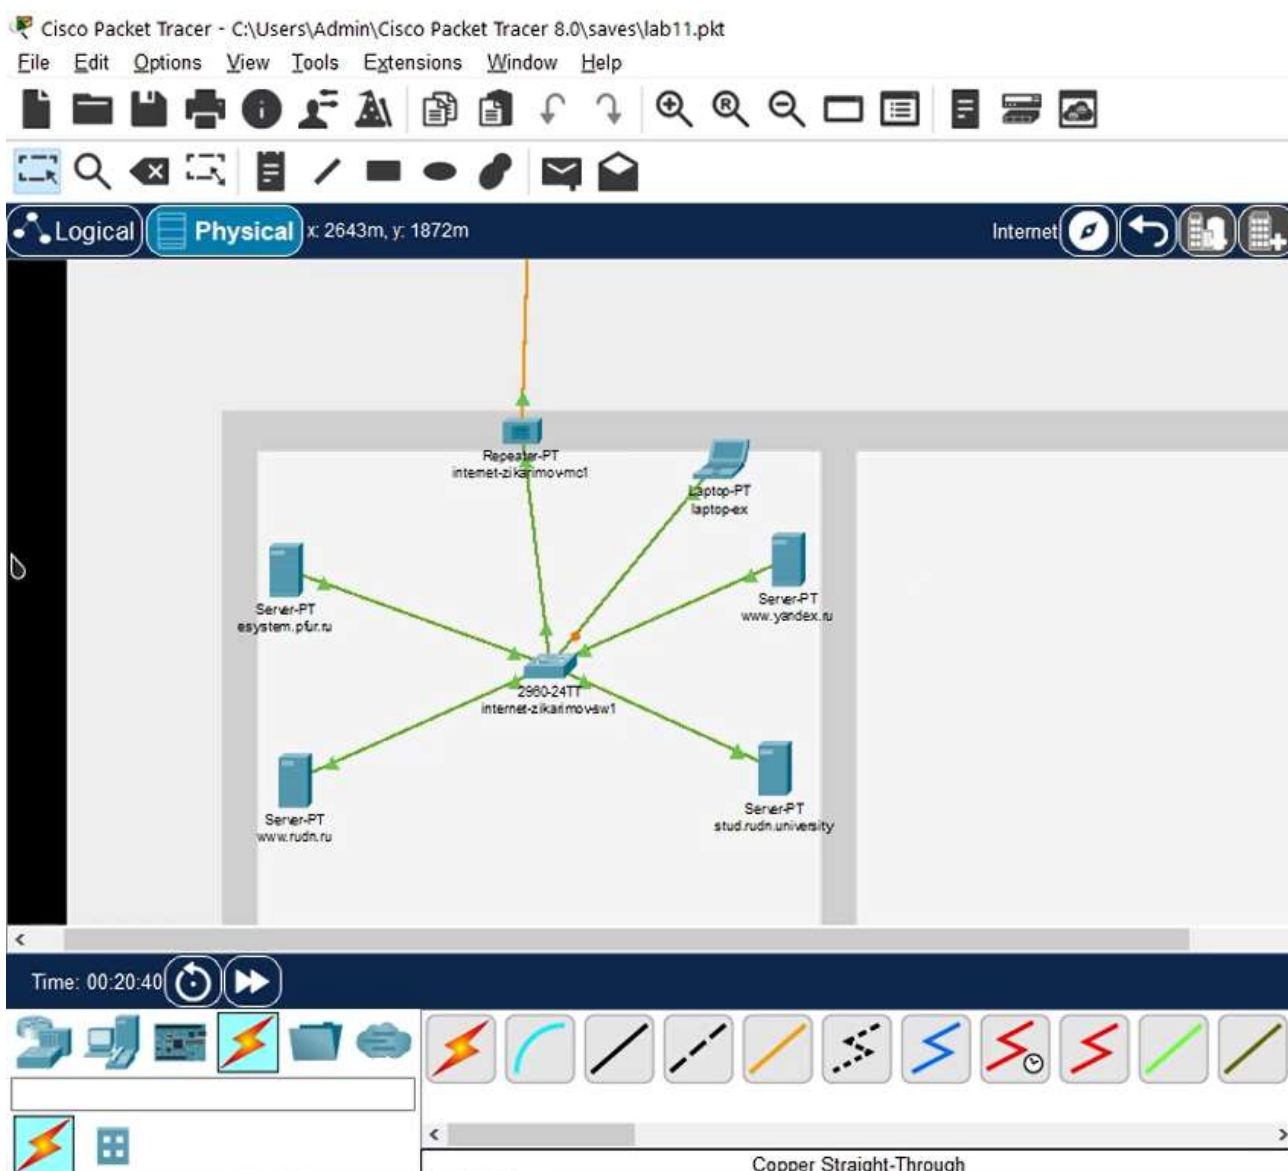 Cisco Packet Tracer - C:\Users\Admin\Cisco Packet Tracer 8.0\saves\lab11.pkt
File Edit Options View Tools Extensions Window Help
Logical Physical x: 2643m, y: 1872m Internet
Repeater-PT
internet-zikarimov-mc1
Laptop-PT
laptop-ex
Server-PT
esystem.pfur.ru
Server-PT
www.yandex.ru
2960-24TT
internet-zikarimov-sw1
Server-PT
www.rudn.ru
Server-PT
stud.rudn.university
Time: 00:20:40
Copper Straight-Through